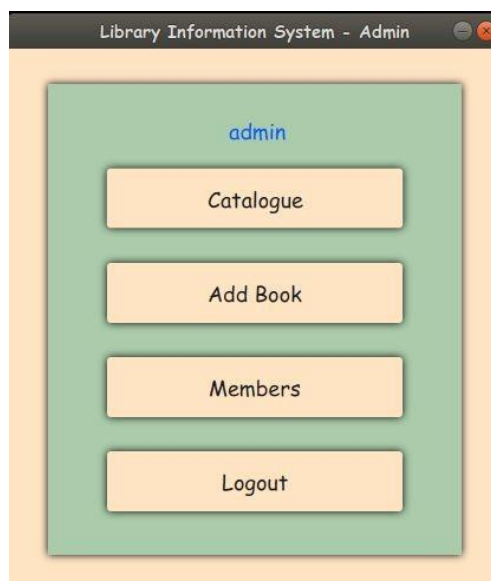 Library Information System - Admin
admin
Catalogue
Add Book
Members
Logout